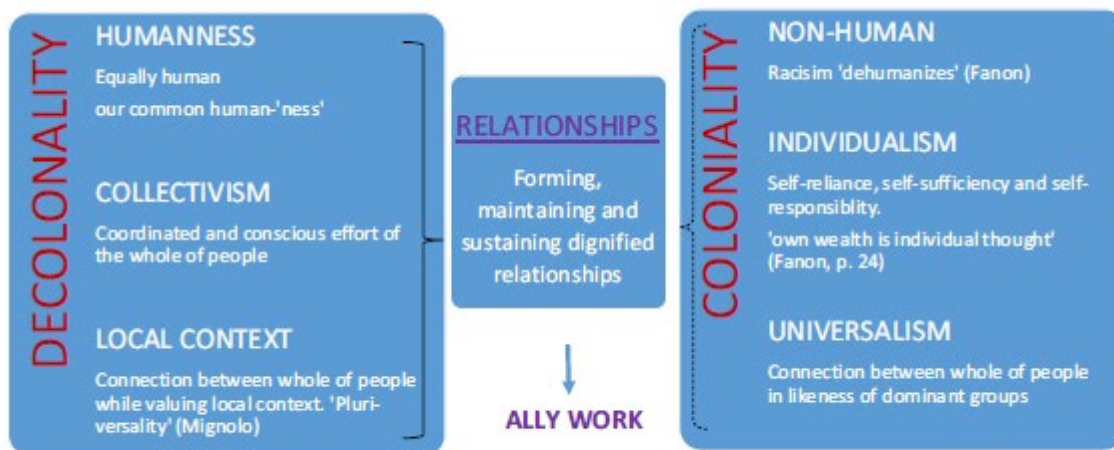 DECOLONALITY
HUMANNESS
Equally human
our common human-'ness'
COLLECTIVISM
Coordinated and conscious effort of
the whole of people
LOCAL CONTEXT
Connection between whole of people
while valuing local context. 'Pluri-
versality' (Mignolo)
RELATIONSHIPS
Forming,
maintaining and
sustaining dignified
relationships
ALLY WORK
COLONIALITY
NON-HUMAN
Racisim 'dehumanizes' (Fanon)
INDIVIDUALISM
Self-reliance, self-sufficiency and self-
responsiblity.
'own wealth is individual thought'
(Fanon, p. 24)
UNIVERSALISM
Connection between whole of people
in likeness of dominant groups